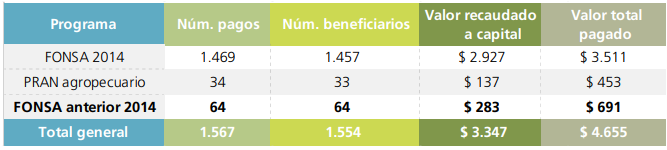 Programa Núm. pagos Núm. beneficiarios Valor recaudado a capital Valor total pagado
FONSA 2014 1.469 1.457 $ 2.927 $ 3.511
PRAN agropecuario 34 33 $ 137 $ 453
FONSA anterior 2014 64 64 $ 283 $ 691
Total general 1.567 1.554 $ 3.347 $ 4.655